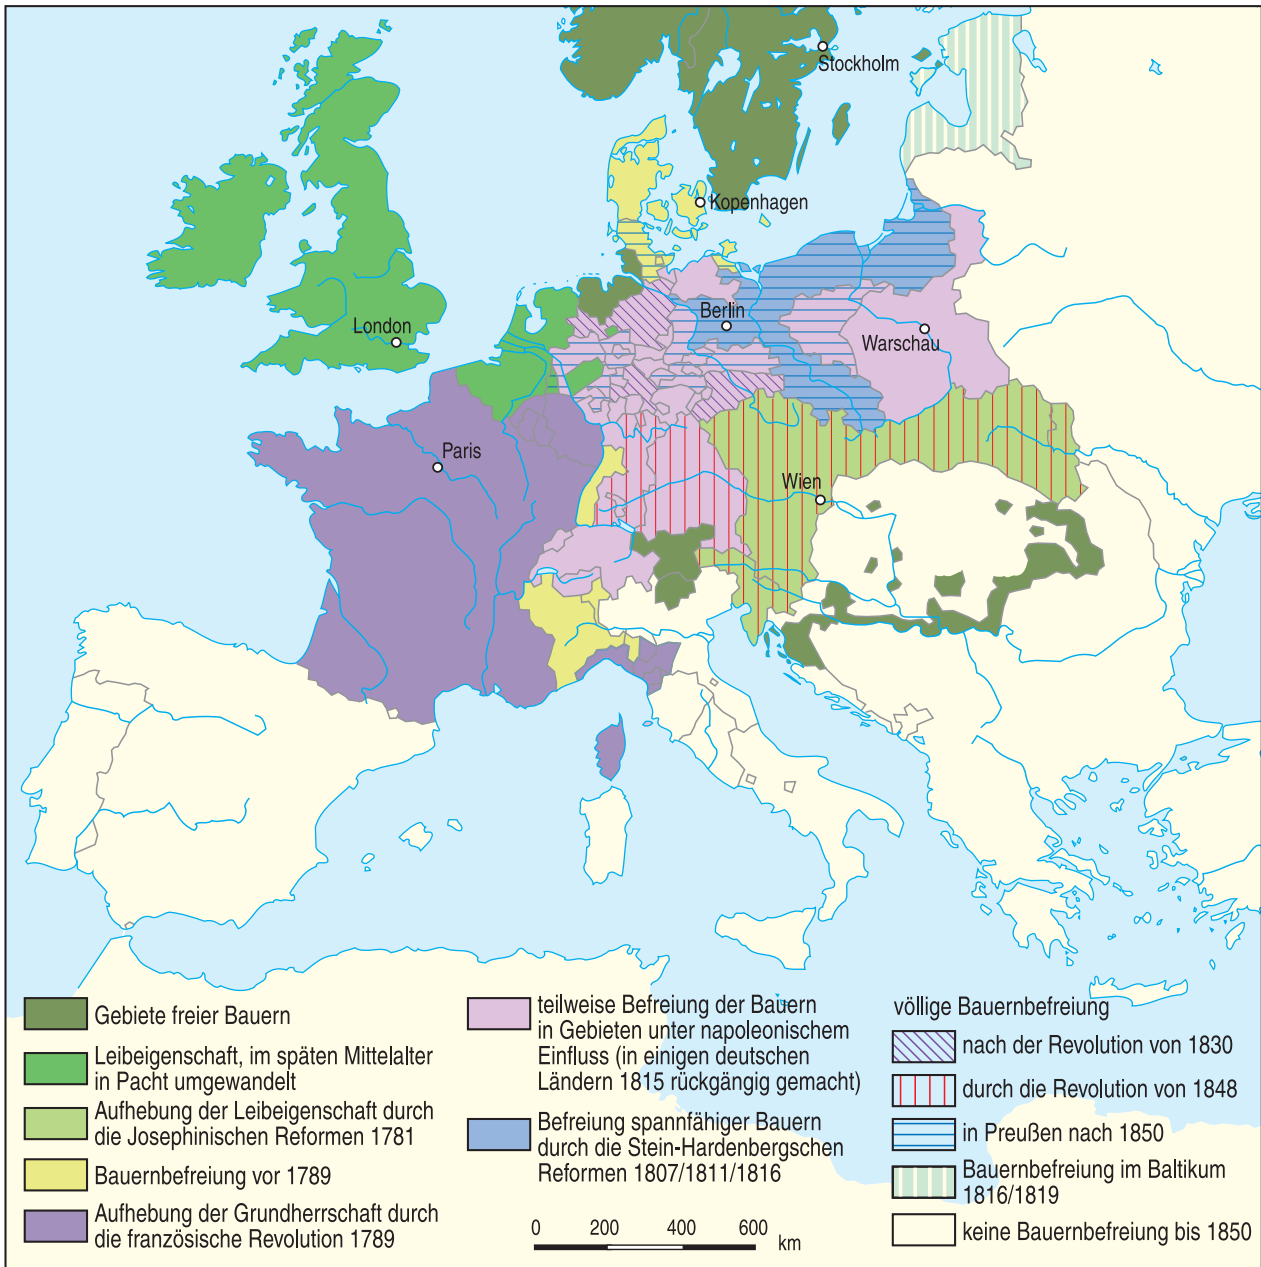 Stockholm
Kopenhagen
Berlin
London
Warschau
Paris
Wien
Gebiete freier Bauern
Leibeigenschaft, im späten Mittelalter
in Pacht umgewandelt
Aufhebung der Leibeigenschaft durch
die Josephinischen Reformen 1781
Bauernbefreiung vor 1789
Aufhebung der Grundherrschaft durch
die französische Revolution 1789
teilweise Befreiung der Bauern
in Gebieten unter napoleonischem
Einfluss (in einigen deutschen
Ländern 1815 rückgängig gemacht)
Befreiung spannfähiger Bauern
durch die Stein-Hardenbergschen
Reformen 1807/1811/1816
0 200 400 600
km
völlige Bauernbefreiung
nach der Revolution von 1830
durch die Revolution von 1848
in Preußen nach 1850
Bauernbefreiung im Baltikum
1816/1819
keine Bauernbefreiung bis 1850